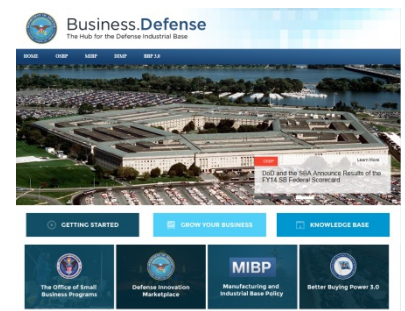 Business.Defense
The Hub for the Defense Industrial Base
HOME OSBP MIBP DIMP BBP 3.0
OSBP
Learn More
DoD and the SBA Announce Results of the
FY14 SB Federal Scorecard
GETTING STARTED
GROW YOUR BUSINESS
KNOWLEDGE BASE
The Office of Small
Business Programs
Defense Innovation
Marketplace
MIBP
Manufacturing and
Industrial Base Policy
Better Buying Power 3.0